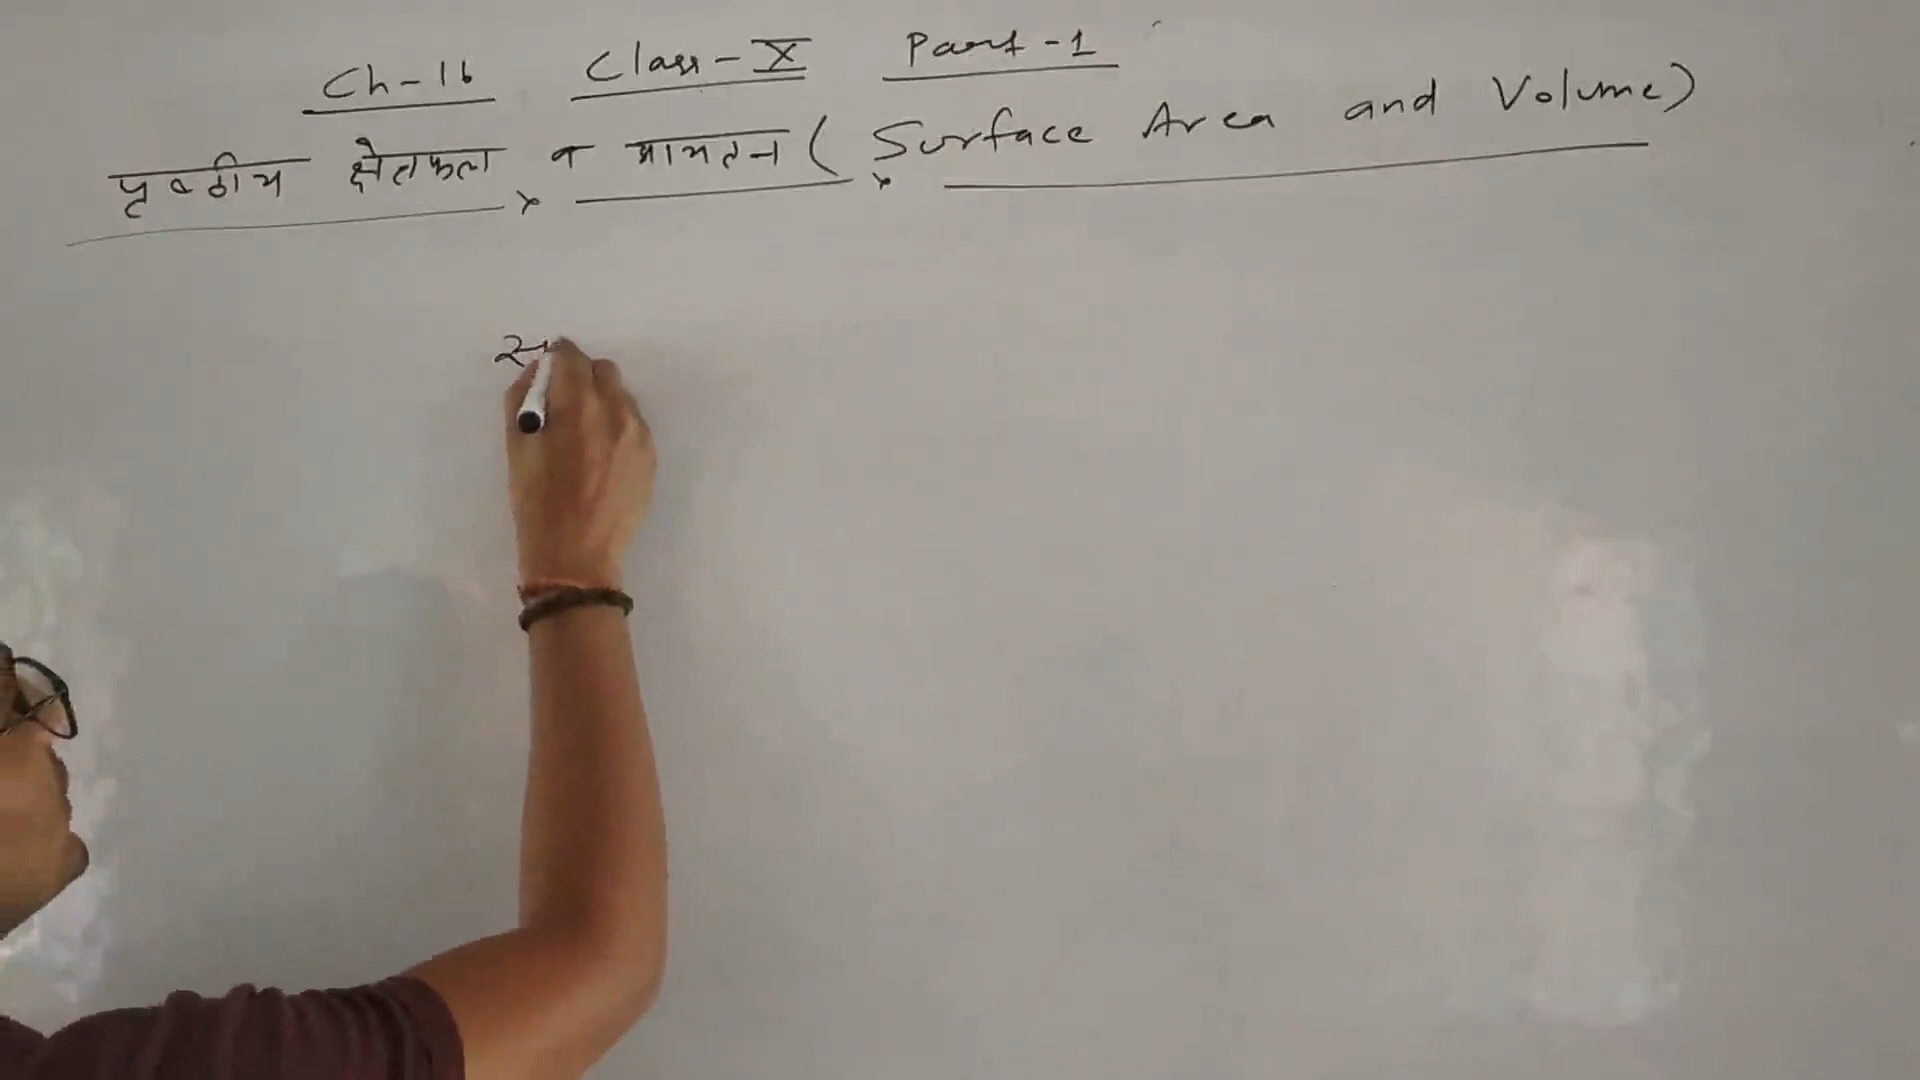 Ch-16 Class-X Part-1
पृष्ठीय क्षेत्रफल व आयतन (Surface Area and Volume)